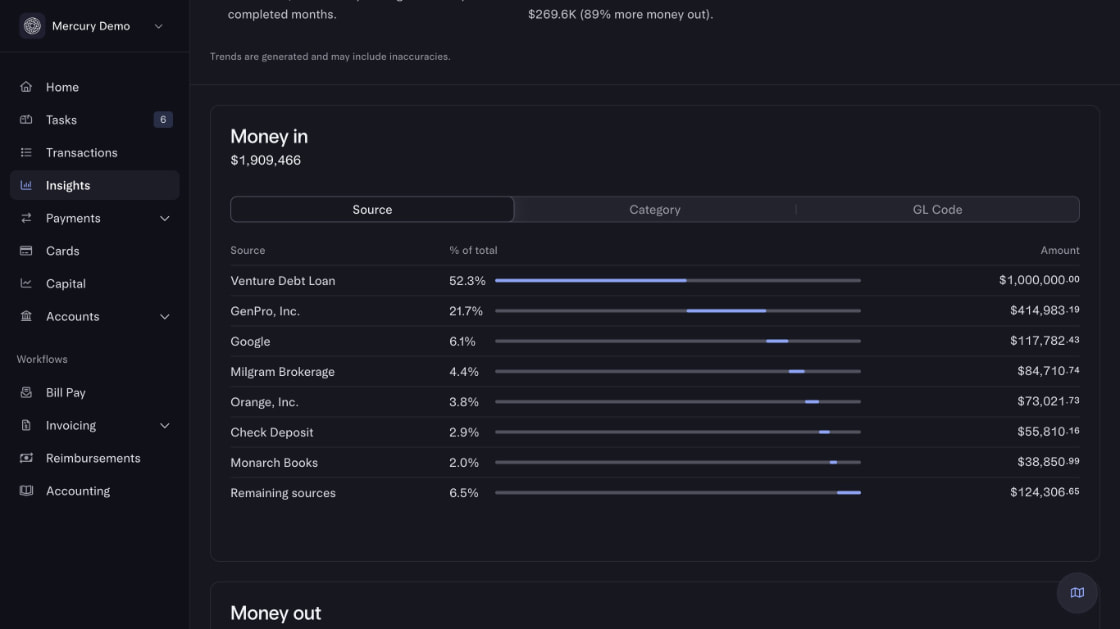 Mercury Demo
Home
Tasks 6
Transactions
Insights
Payments
Cards
Capital
Accounts
Workflows
Bill Pay
Invoicing
Reimbursements
Accounting
completed months.
$269.6K (89% more money out).
Trends are generated and may include inaccuracies.
Money in
$1,909,466
Source Category GL Code
Source % of total Amount
Venture Debt Loan 52.3% $1,000,000.00
GenPro, Inc. 21.7% $414,983.19
Google 6.1% $117,782.43
Milgram Brokerage 4.4% $84,710.74
Orange, Inc. 3.8% $73,021.73
Check Deposit 2.9% $55,810.16
Monarch Books 2.0% $38,850.99
Remaining sources 6.5% $124,306.65
Money out